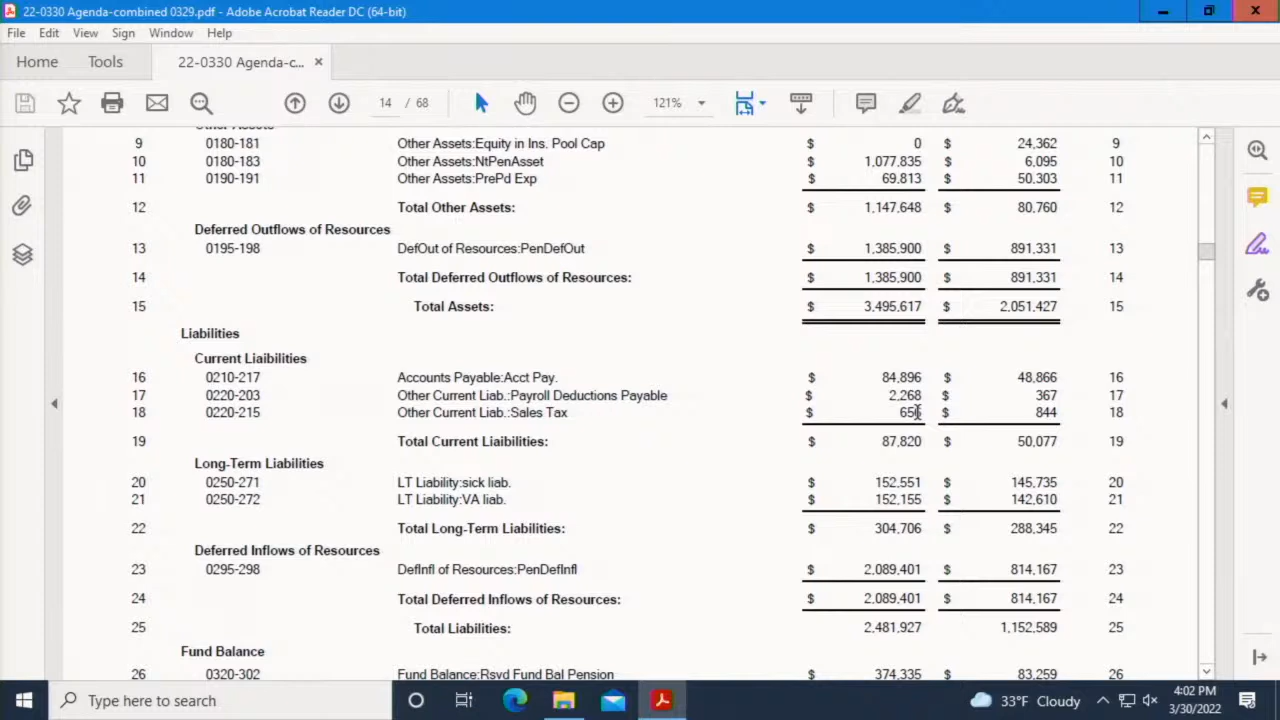 22-0330 Agenda-combined 0329.pdf - Adobe Acrobat Reader DC (64-bit)
File Edit View Sign Window Help
Home Tools 22-0330 Agenda-c... ×
14 / 68 121%
Other Assets
9 0180-181 Other Assets:Equity in Ins. Pool Cap $ 0 $ 24,362 9
10 0180-183 Other Assets:NtPenAsset $ 1,077,835 $ 6,095 10
11 0190-191 Other Assets:PrePd Exp $ 69,813 $ 50,303 11
12 Total Other Assets: $ 1,147,648 $ 80,760 12
Deferred Outflows of Resources
13 0195-198 DefOut of Resources:PenDefOut $ 1,385,900 $ 891,331 13
14 Total Deferred Outflows of Resources: $ 1,385,900 $ 891,331 14
15 Total Assets: $ 3,495,617 $ 2,051,427 15
Liabilities
Current Liaibilities
16 0210-217 Accounts Payable:Acct Pay. $ 84,896 $ 48,866 16
17 0220-203 Other Current Liab.:Payroll Deductions Payable $ 2,268 $ 367 17
18 0220-215 Other Current Liab.:Sales Tax $ $ 844 18
19 Total Current Liaibilities: $ 87,820 $ 50,077 19
Long-Term Liabilities
20 0250-271 LT Liability:sick liab. $ 152,551 $ 145,735 20
21 0250-272 LT Liability:VA liab. $ 152,155 $ 142,610 21
22 Total Long-Term Liabilities: $ 304,706 $ 288,345 22
Deferred Inflows of Resources
23 0295-298 DefInfl of Resources:PenDefInfl $ 2,089,401 $ 814,167 23
24 Total Deferred Inflows of Resources: $ 2,089,401 $ 814,167 24
25 Total Liabilities: 2,481,927 1,152,589 25
Fund Balance
26 0320-302 Fund Balance:Rsvd Fund Bal Pension $ 374,335 $ 83,259 26
Type here to search
33°F Cloudy
4:02 PM
3/30/2022